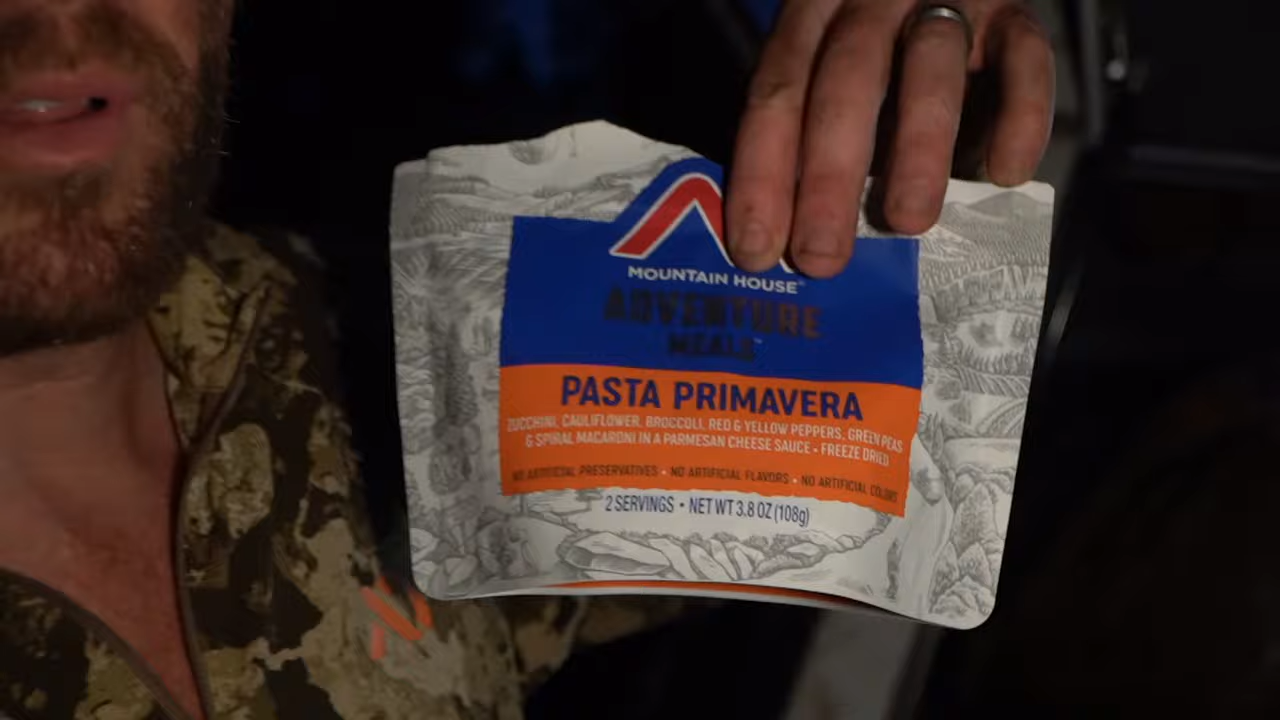 MOUNTAIN HOUSE®
ADVENTURE
MEALS™
PASTA PRIMAVERA
ZUCCHINI, CAULIFLOWER, BROCCOLI, RED & YELLOW PEPPERS, GREEN PEAS
& SPIRAL MACARONI IN A PARMESAN CHEESE SAUCE • FREEZE DRIED
NO ARTIFICIAL PRESERVATIVES • NO ARTIFICIAL FLAVORS • NO ARTIFICIAL COLORS
2 SERVINGS • NET WT 3.8 OZ (108g)